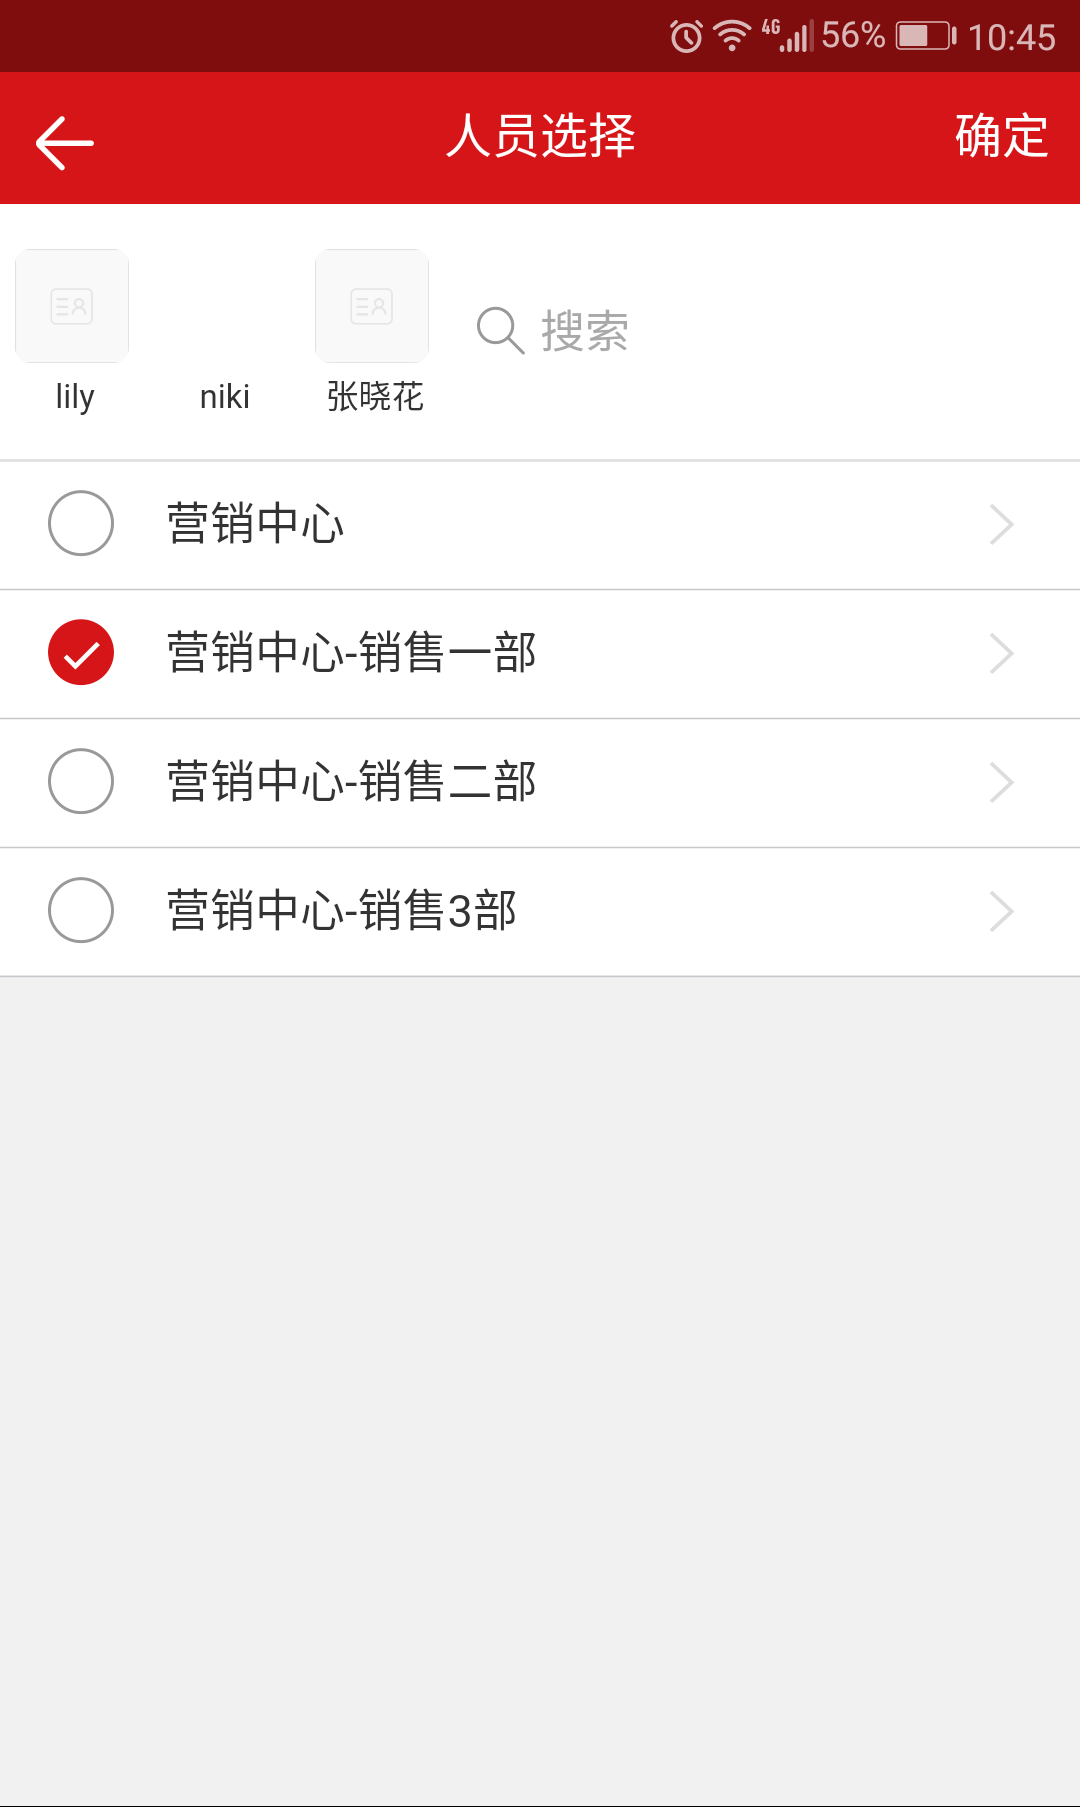 4G 56% 10:45
人员选择 确定
搜索
lily niki 张晓花
营销中心
营销中心-销售一部
营销中心-销售二部
营销中心-销售3部